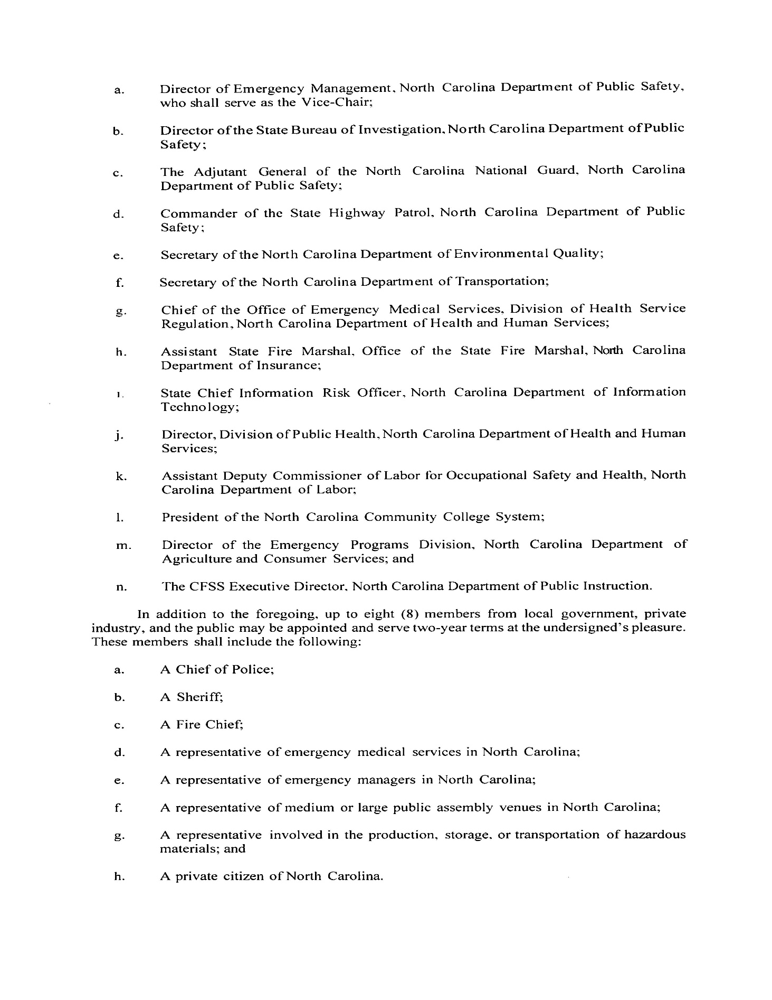 a. Director of Emergency Management, North Carolina Department of Public Safety,
who shall serve as the Vice-Chair;
b. Director of the State Bureau of Investigation, North Carolina Department of Public
Safety;
c. The Adjutant General of the North Carolina National Guard, North Carolina
Department of Public Safety;
d. Commander of the State Highway Patrol, North Carolina Department of Public
Safety;
e. Secretary of the North Carolina Department of Environmental Quality;
f. Secretary of the North Carolina Department of Transportation;
g. Chief of the Office of Emergency Medical Services, Division of Health Service
Regulation, North Carolina Department of Health and Human Services;
h. Assistant State Fire Marshal, Office of the State Fire Marshal, North Carolina
Department of Insurance;
i. State Chief Information Risk Officer, North Carolina Department of Information
Technology;
j. Director, Division of Public Health, North Carolina Department of Health and Human
Services;
k. Assistant Deputy Commissioner of Labor for Occupational Safety and Health, North
Carolina Department of Labor;
l. President of the North Carolina Community College System;
m. Director of the Emergency Programs Division, North Carolina Department of
Agriculture and Consumer Services; and
n. The CFSS Executive Director, North Carolina Department of Public Instruction.
In addition to the foregoing, up to eight (8) members from local government, private
industry, and the public may be appointed and serve two-year terms at the undersigned's pleasure.
These members shall include the following:
a. A Chief of Police;
b. A Sheriff;
c. A Fire Chief;
d. A representative of emergency medical services in North Carolina;
e. A representative of emergency managers in North Carolina;
f. A representative of medium or large public assembly venues in North Carolina;
g. A representative involved in the production, storage, or transportation of hazardous
materials; and
h. A private citizen of North Carolina.